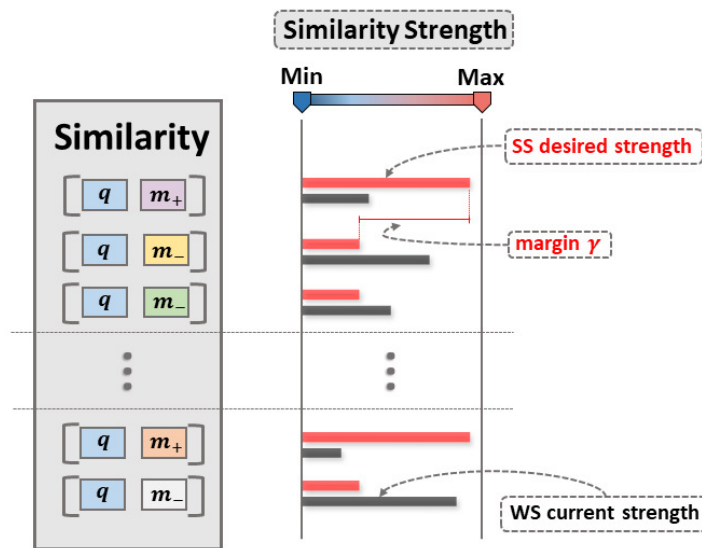 Similarity Strength
Min Max
Similarity
SS desired strength
q m₊
margin γ
q m₋
q m₋
q m₊
q m₋
WS current strength